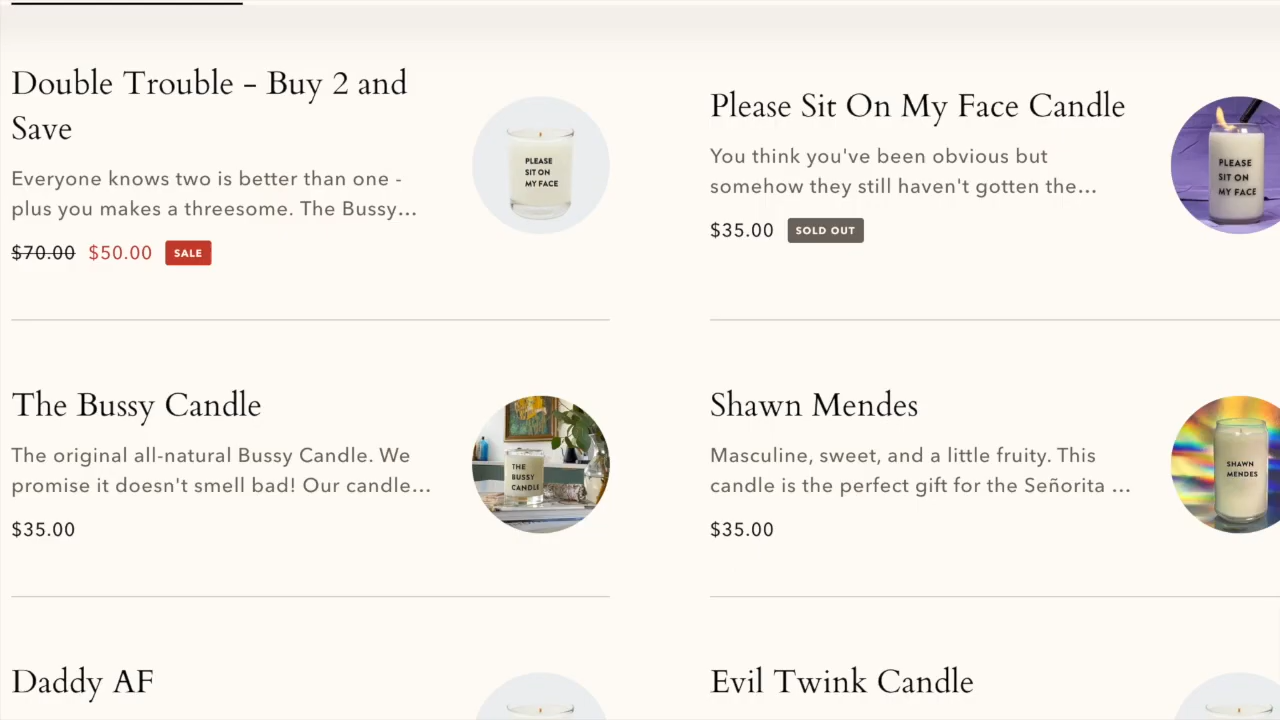 Double Trouble - Buy 2 and
Save
Everyone knows two is better than one -
plus you makes a threesome. The Bussy...
$70.00 $50.00 SALE
PLEASE
SIT ON
MY FACE
Please Sit On My Face Candle
You think you've been obvious but
somehow they still haven't gotten the...
$35.00 SOLD OUT
PLEASE
SIT ON
MY FACE
The Bussy Candle
The original all-natural Bussy Candle. We
promise it doesn't smell bad! Our candle...
$35.00
THE
BUSSY
CANDLE
Shawn Mendes
Masculine, sweet, and a little fruity. This
candle is the perfect gift for the Señorita ...
$35.00
SHAWN
MENDES
Daddy AF
Evil Twink Candle